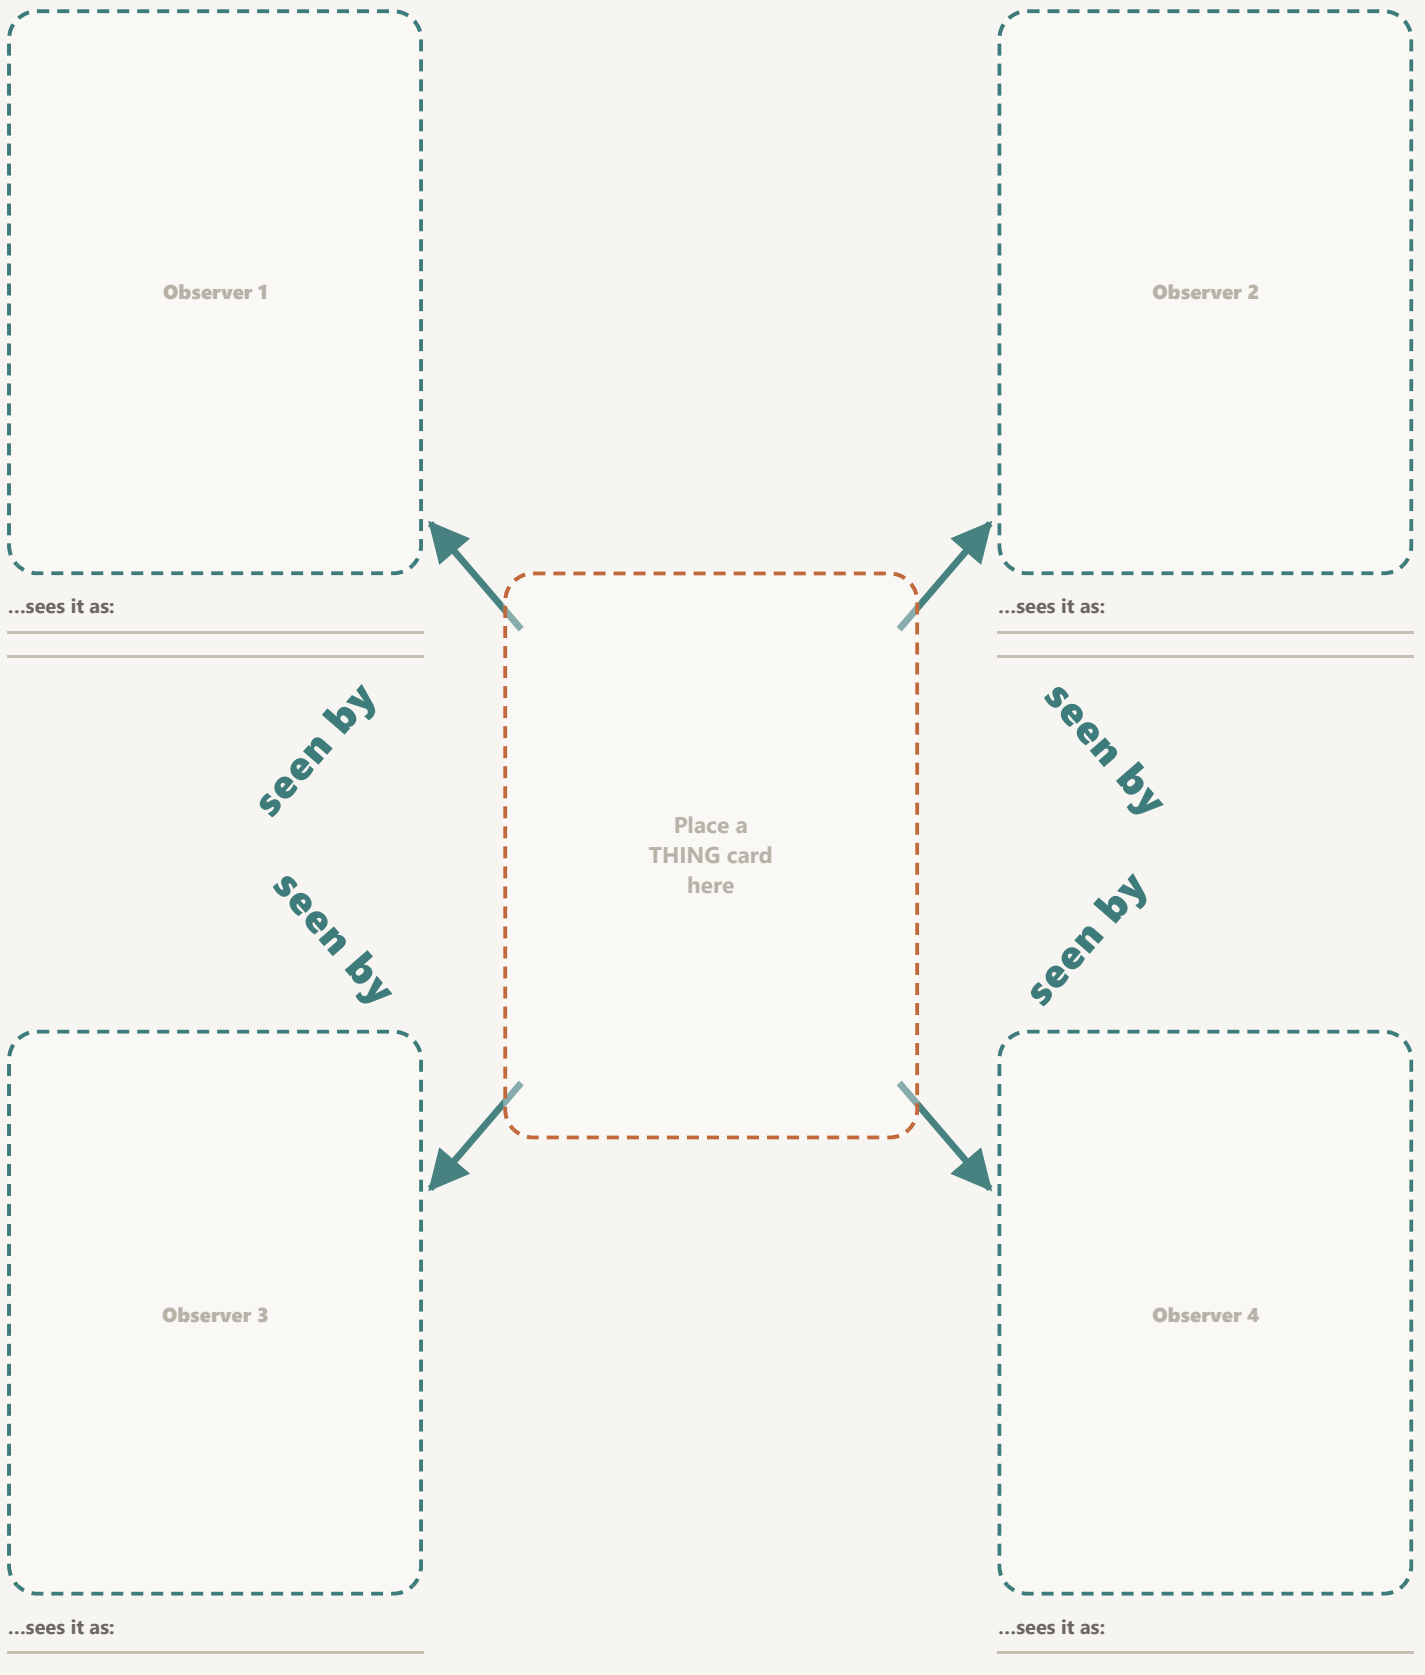 Observer 1
Observer 2
...sees it as:
...sees it as:
seen by
seen by
Place a
THING card
here
seen by
seen by
Observer 3
Observer 4
...sees it as:
...sees it as: